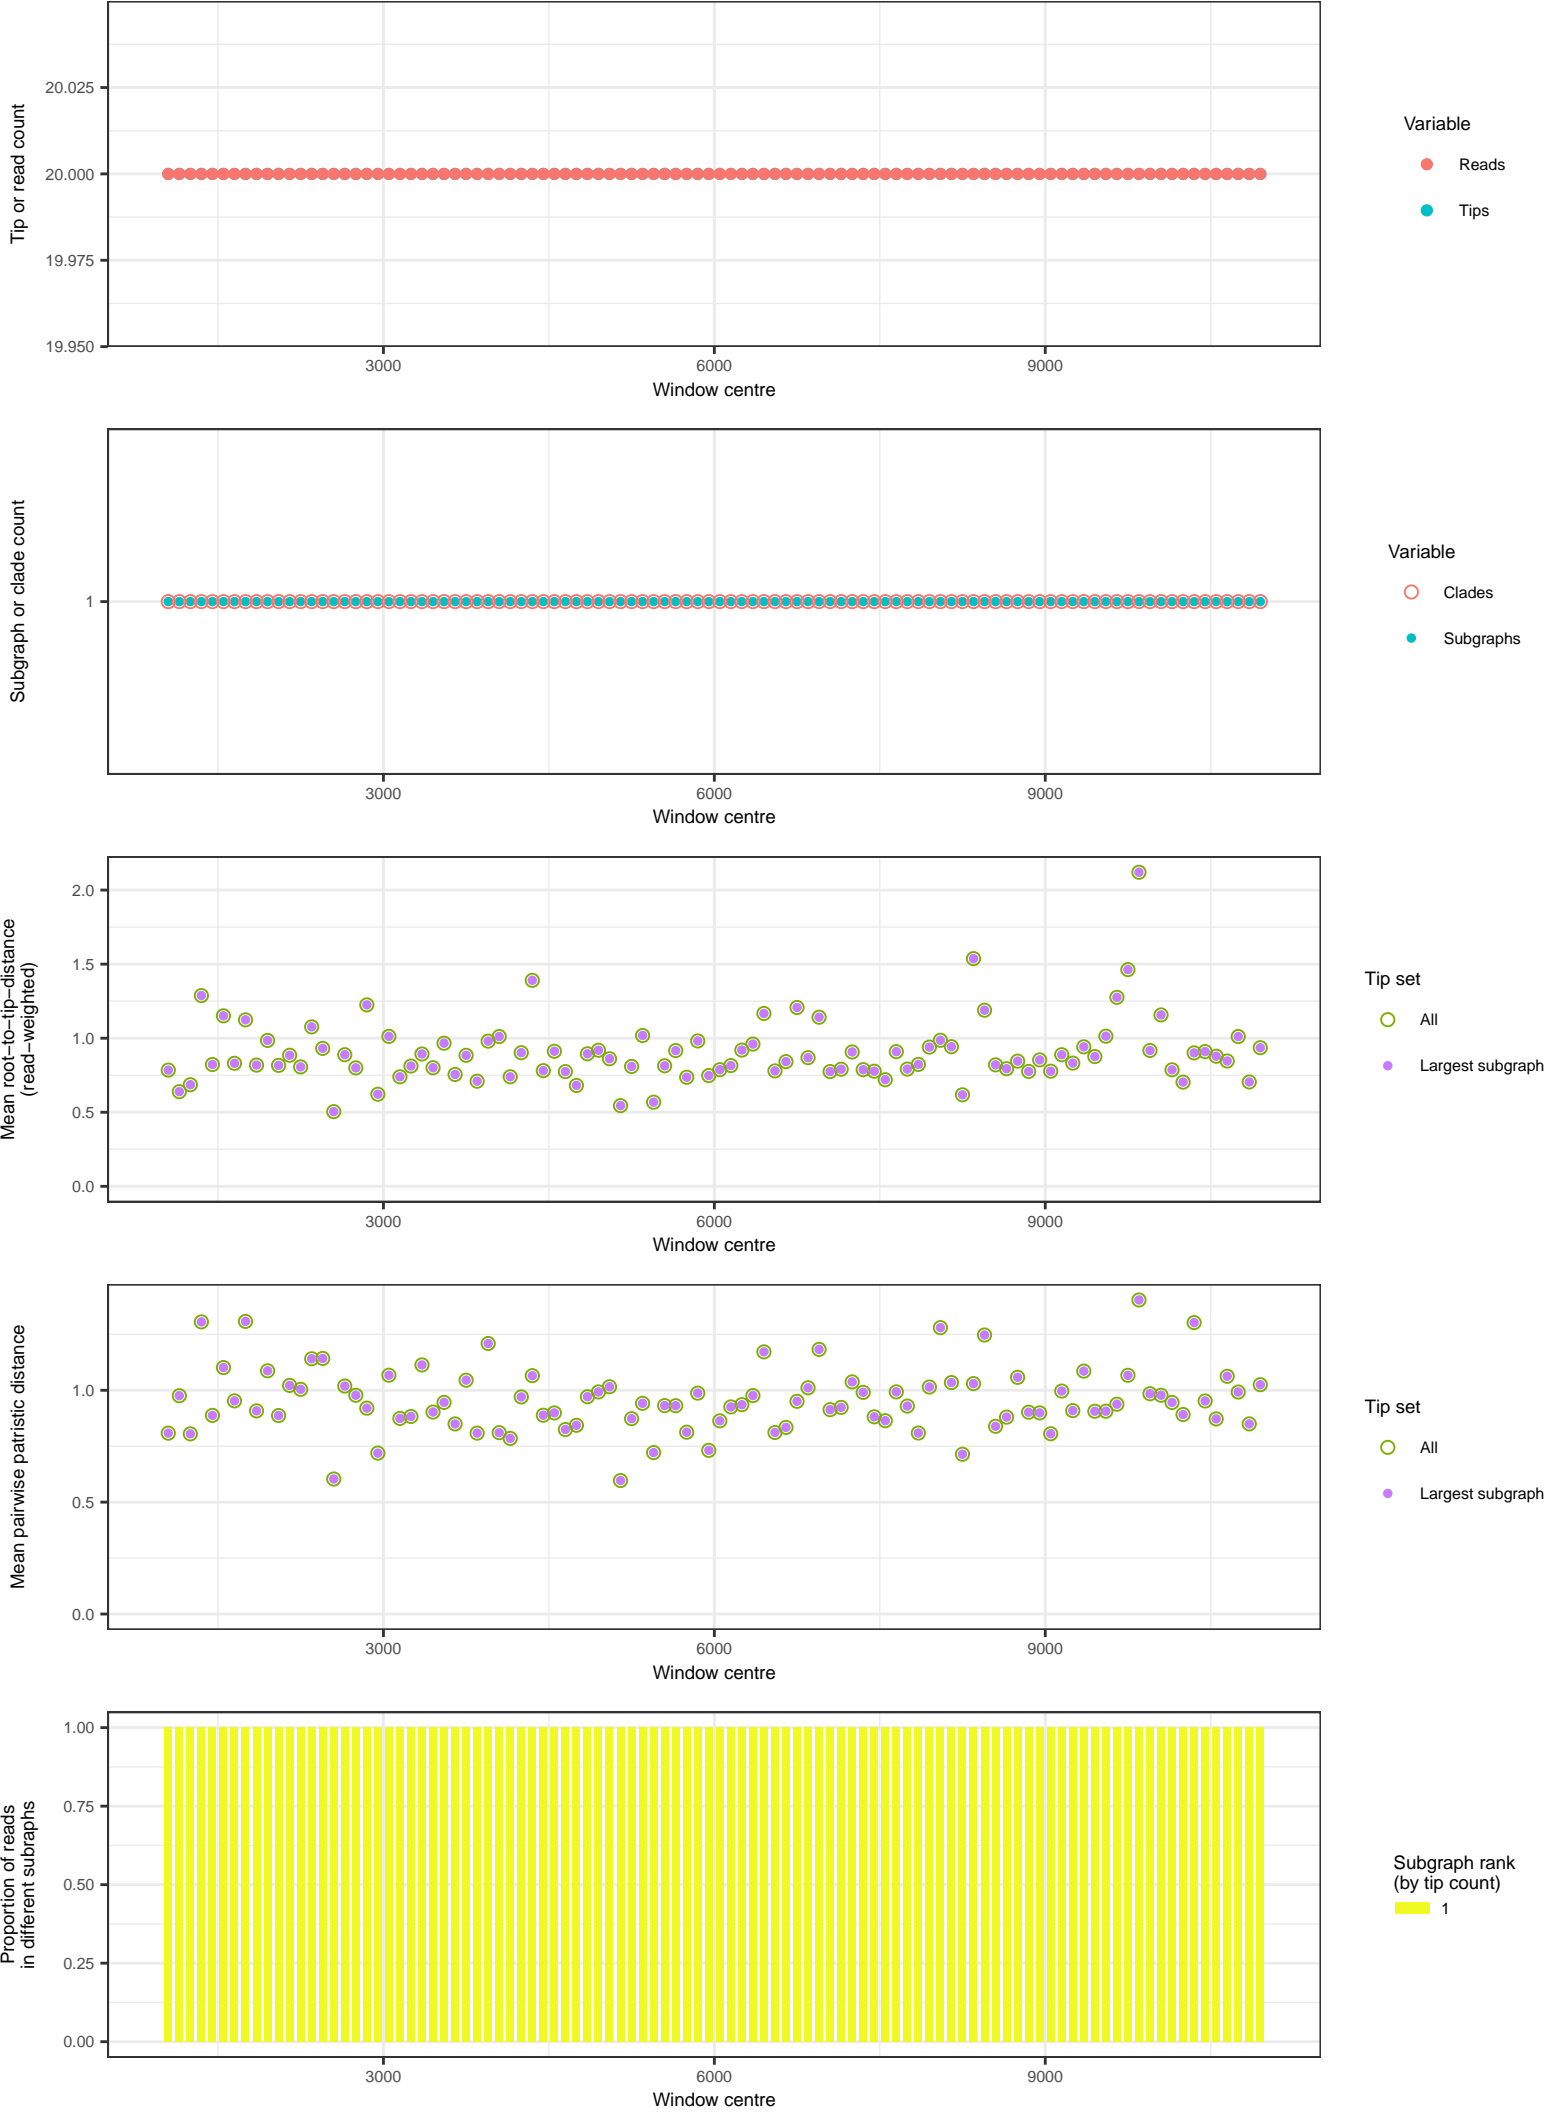 20.025
20.000
19.975
19.950
Tip or read count
3000 6000 9000
Window centre
Variable
Reads
Tips
1
Subgraph or clade count
3000 6000 9000
Window centre
Variable
Clades
Subgraphs
2.0
1.5
1.0
0.5
0.0
Mean root−to−tip−distance
(read−weighted)
3000 6000 9000
Window centre
Tip set
All
Largest subgraph
1.0
0.5
0.0
Mean pairwise patristic distance
3000 6000 9000
Window centre
Tip set
All
Largest subgraph
1.00
0.75
0.50
0.25
0.00
Proportion of reads
in different subraphs
3000 6000 9000
Window centre
Subgraph rank
(by tip count)
1